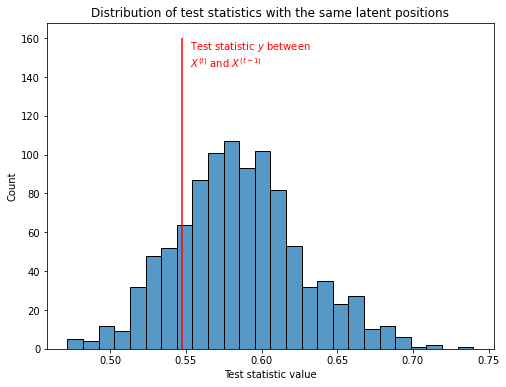 Distribution of test statistics with the same latent positions
160
Test statistic y between
X^(t) and X^(t−1)
140
120
100
80
60
40
20
0
Count
0.50 0.55 0.60 0.65 0.70 0.75
Test statistic value